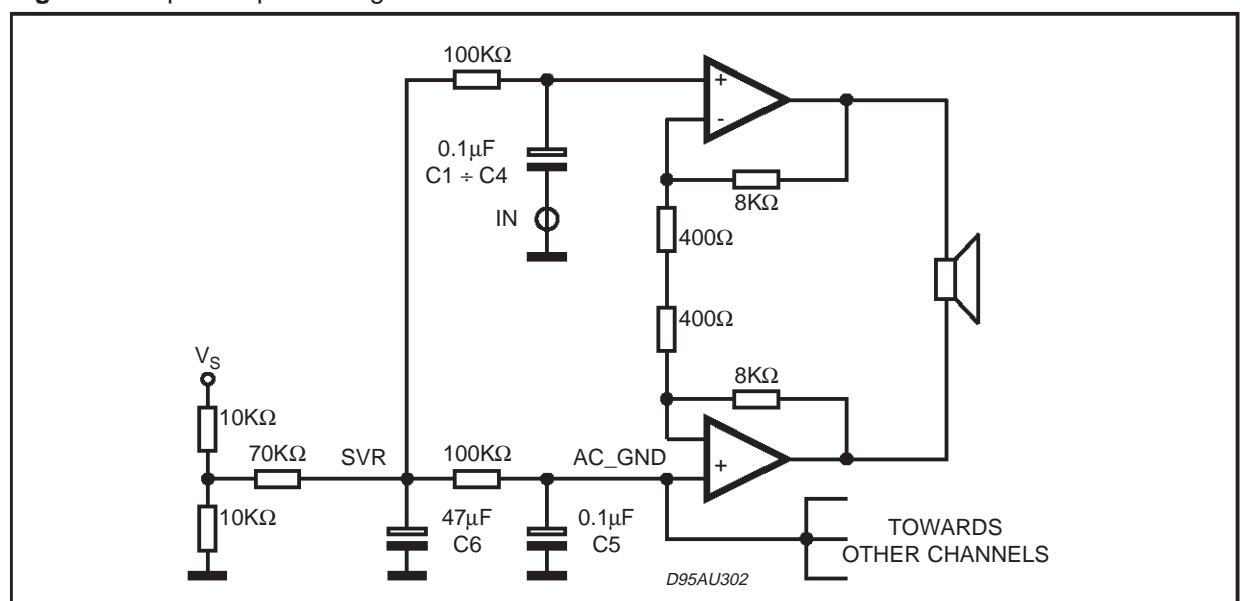 100KΩ
+
-
0.1μF
C1 ÷ C4
8KΩ
IN
400Ω
400Ω
V_S
8KΩ
10KΩ
70KΩ
SVR
100KΩ
AC_GND
+
10KΩ
47μF
C6
0.1μF
C5
TOWARDS
OTHER CHANNELS
D95AU302